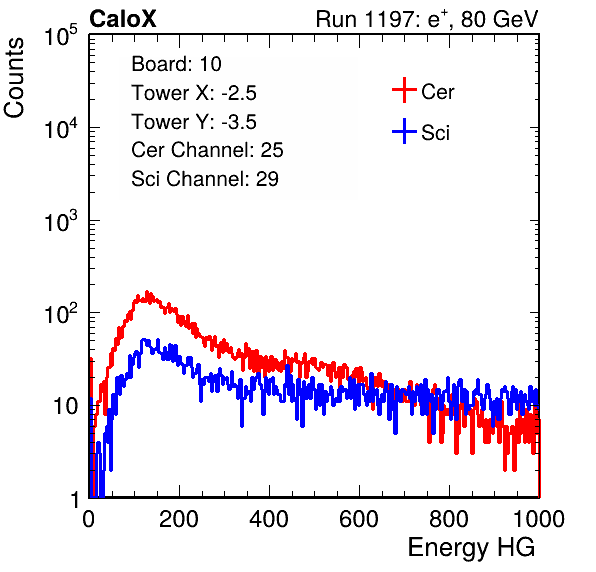 CaloX Run 1197: e⁺, 80 GeV
Counts
Board: 10
Tower X: -2.5
Tower Y: -3.5
Cer Channel: 25
Sci Channel: 29
Cer
Sci
10⁵
10⁴
10³
10²
10
1
0 200 400 600 800 1000
Energy HG